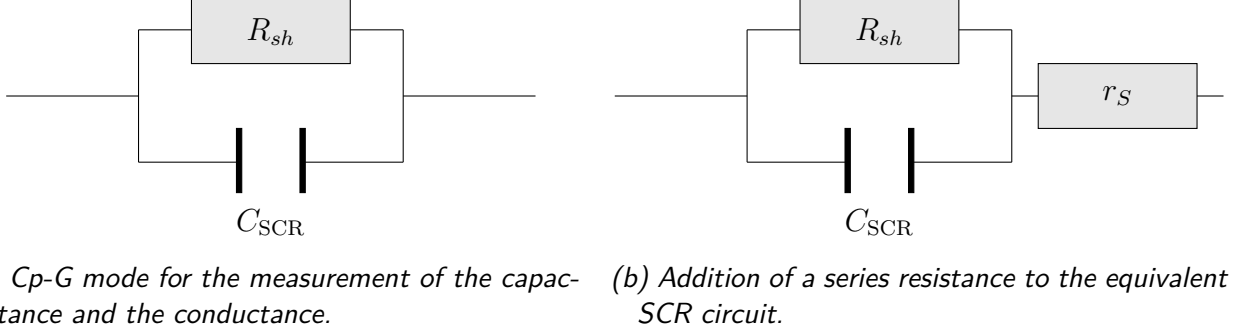 R_sh
C_SCR
Cp-G mode for the measurement of the capac-
tance and the conductance.
R_sh
r_S
C_SCR
(b) Addition of a series resistance to the equivalent
SCR circuit.